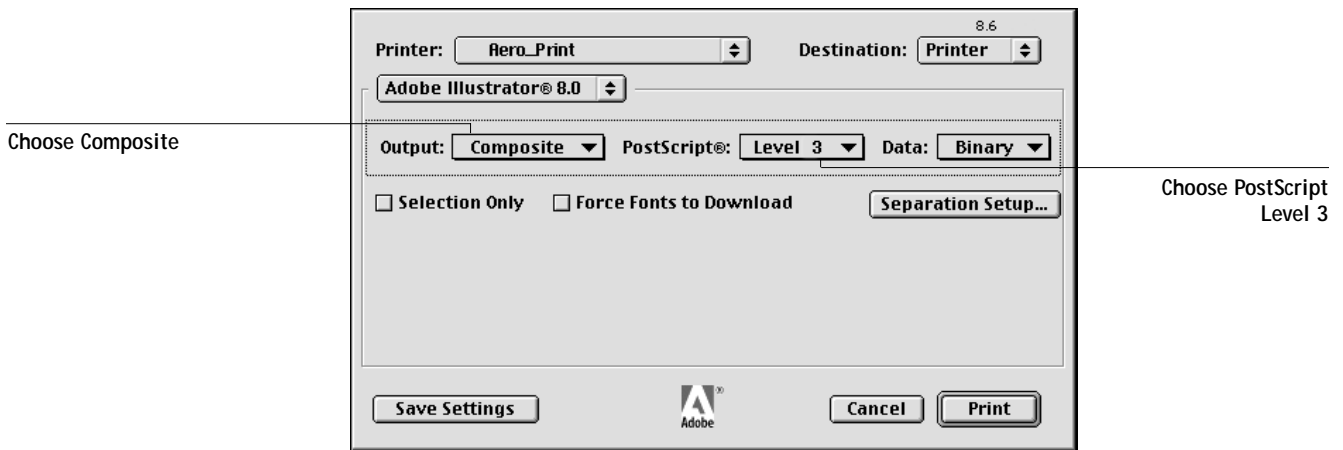 8.6
Printer: Aero_Print Destination: Printer
Adobe Illustrator® 8.0
Choose Composite
Output: Composite PostScript®: Level 3 Data: Binary
Choose PostScript
Level 3
Selection Only Force Fonts to Download Separation Setup...
Save Settings Adobe® Cancel Print